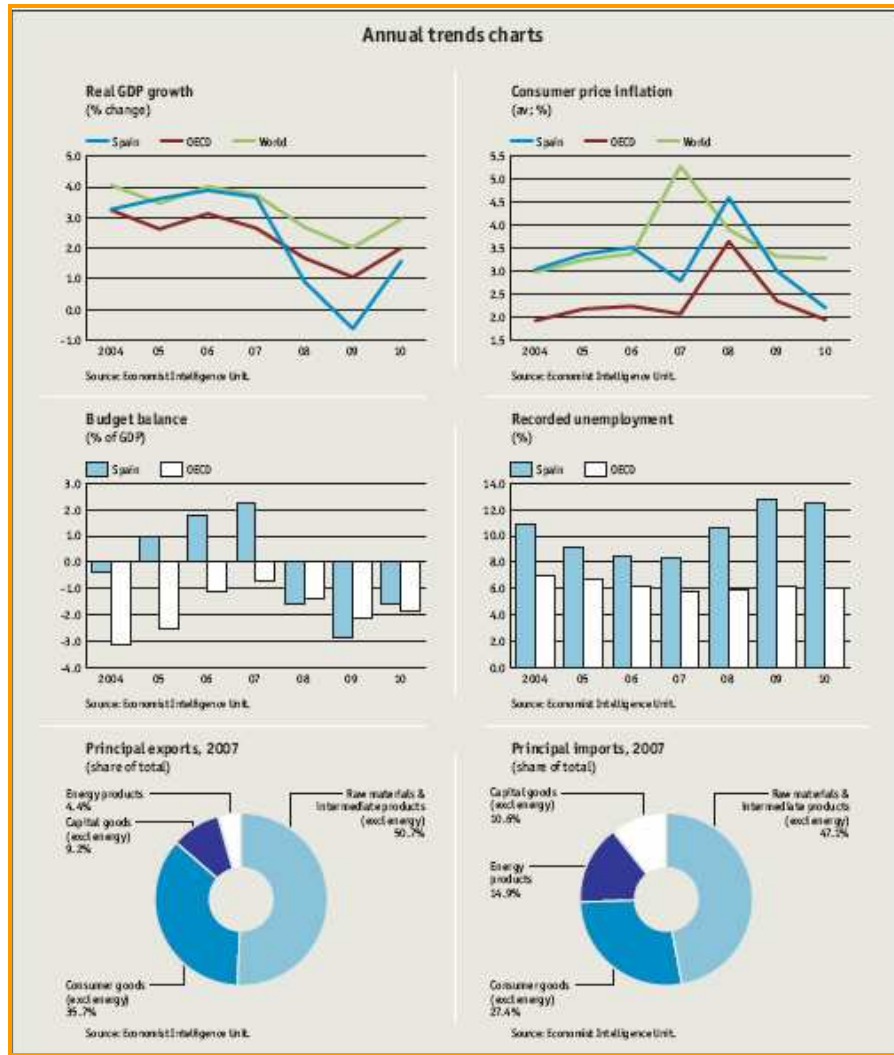 Annual trends charts
Real GDP growth
(% change)
Spain OECD World
5.0
4.0
3.0
2.0
1.0
0.0
-1.0
2004 05 06 07 08 09 10
Source: Economist Intelligence Unit.
Consumer price inflation
(av; %)
Spain OECD World
5.5
5.0
4.5
4.0
3.5
3.0
2.5
2.0
1.5
2004 05 06 07 08 09 10
Source: Economist Intelligence Unit.
Budget balance
(% of GDP)
Spain OECD
3.0
2.0
1.0
0.0
-1.0
-2.0
-3.0
-4.0
2004 05 06 07 08 09 10
Source: Economist Intelligence Unit.
Recorded unemployment
(%)
Spain OECD
14.0
12.0
10.0
8.0
6.0
4.0
2.0
0.0
2004 05 06 07 08 09 10
Source: Economist Intelligence Unit.
Principal exports, 2007
(share of total)
Energy products
4.4%
Capital goods
(excl energy)
9.2%
Raw materials &
intermediate products
(excl energy)
50.7%
Consumer goods
(excl energy)
35.7%
Source: Economist Intelligence Unit.
Principal imports, 2007
(share of total)
Capital goods
(excl energy)
10.6%
Raw materials &
intermediate products
(excl energy)
47.1%
Energy
products
14.9%
Consumer goods
(excl energy)
27.4%
Source: Economist Intelligence Unit.